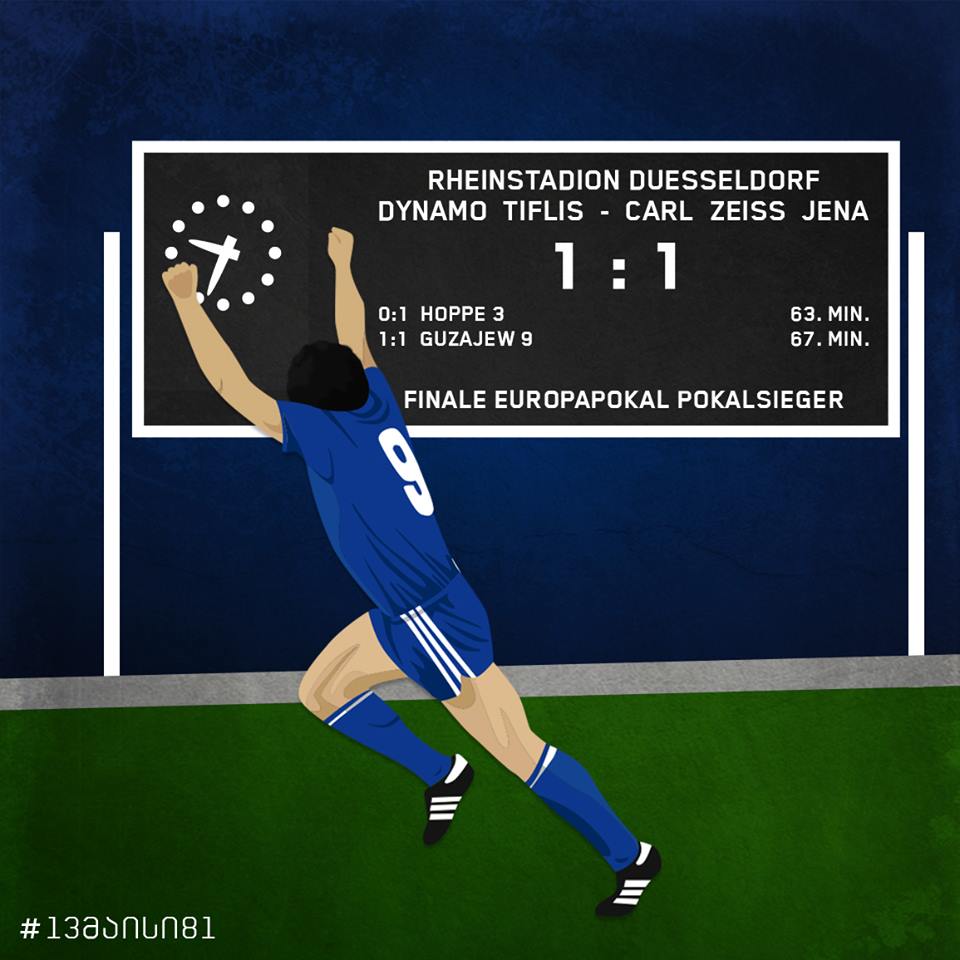 RHEINSTADION DUESSELDORF
DYNAMO TIFLIS - CARL ZEISS JENA
1 : 1
0:1 HOPPE 3 63. MIN.
1:1 GUZAJEW 9 67. MIN.
FINALE EUROPAPOKAL POKALSIEGER
9
#13მაისი81